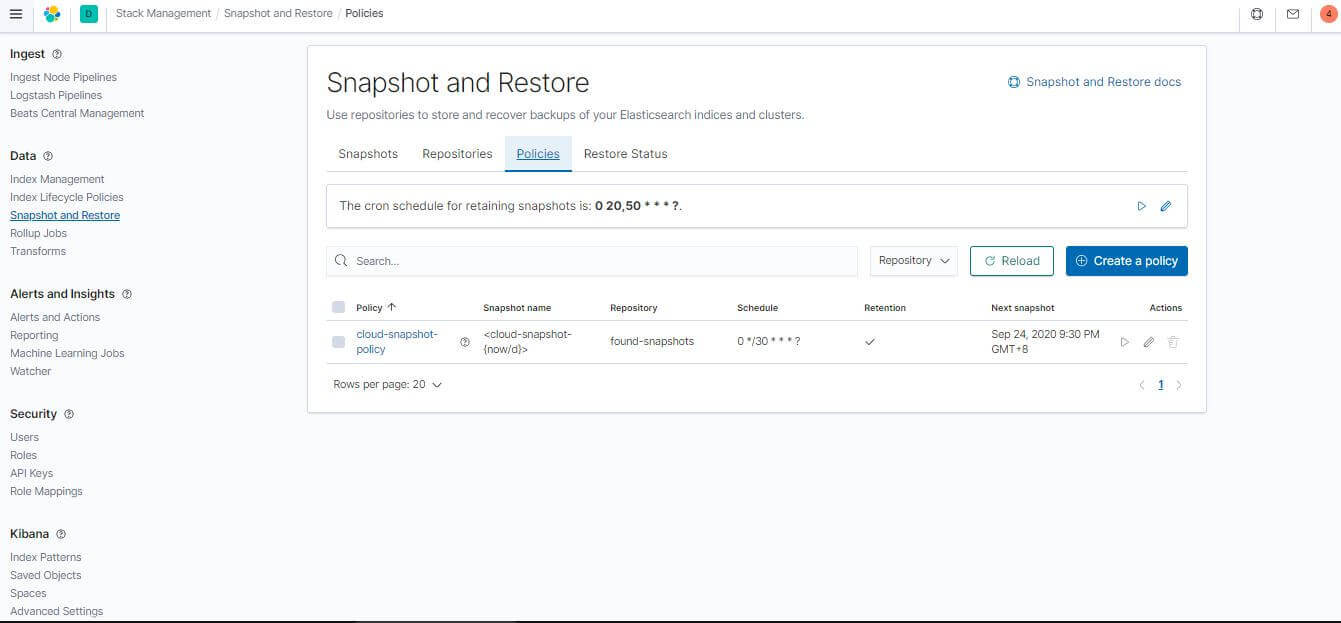 D
Stack Management / Snapshot and Restore / Policies
4
Ingest
Ingest Node Pipelines
Logstash Pipelines
Beats Central Management
Data
Index Management
Index Lifecycle Policies
Snapshot and Restore
Rollup Jobs
Transforms
Alerts and Insights
Alerts and Actions
Reporting
Machine Learning Jobs
Watcher
Security
Users
Roles
API Keys
Role Mappings
Kibana
Index Patterns
Saved Objects
Spaces
Advanced Settings
Snapshot and Restore
Snapshot and Restore docs
Use repositories to store and recover backups of your Elasticsearch indices and clusters.
Snapshots Repositories Policies Restore Status
The cron schedule for retaining snapshots is: 0 20,50 * * * ?.
Search...
Repository
Reload
Create a policy
Policy Snapshot name Repository Schedule Retention Next snapshot Actions
cloud-snapshot-
policy
<cloud-snapshot-
{now/d}>
found-snapshots
0 */30 * * * ?
Sep 24, 2020 9:30 PM
GMT+8
Rows per page: 20
1